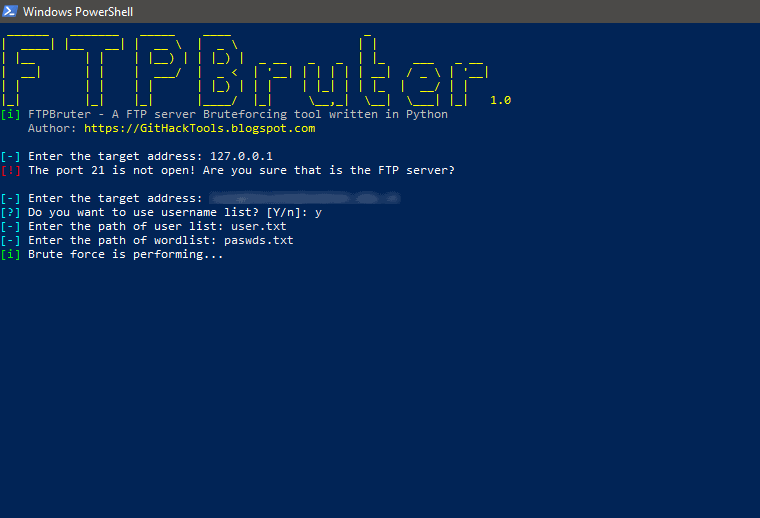 Windows PowerShell
FTPBruter
1.0
[i] FTPBruter - A FTP server Bruteforcing tool written in Python
Author: https://GitHackTools.blogspot.com
[-] Enter the target address: 127.0.0.1
[!] The port 21 is not open! Are you sure that is the FTP server?
[-] Enter the target address:
[?] Do you want to use username list? [Y/n]: y
[-] Enter the path of user list: user.txt
[-] Enter the path of wordlist: paswds.txt
[i] Brute force is performing...